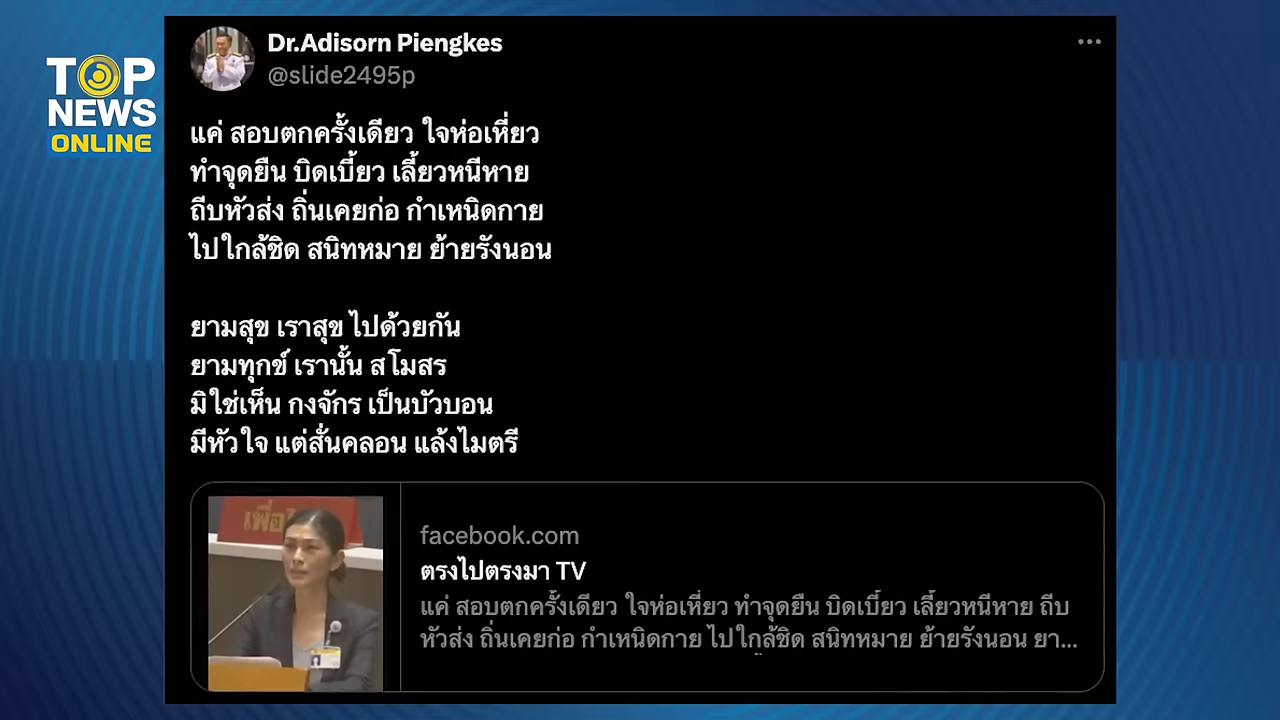 TOP
NEWS
ONLINE
Dr.Adisorn Piengkes
@slide2495p
แค่ สอบตกครั้งเดียว ใจห่อเหี่ยว
ทำจุดยืน บิดเบี้ยว เลี้ยวหนีหาย
ถีบหัวส่ง ถิ่นเคยก่อ กำเหนิดกาย
ไปใกล้ชิด สนิทหมาย ย้ายรังนอน
ยามสุข เราสุข ไปด้วยกัน
ยามทุกข์ เรานั้น สโมสร
มิใช่เห็น กงจักร เป็นบัวบอน
มีหัวใจ แต่สั่นคลอน แล้งไมตรี
facebook.com
ตรงไปตรงมา TV
แค่ สอบตกครั้งเดียว ใจห่อเหี่ยว ทำจุดยืน บิดเบี้ยว เลี้ยวหนีหาย ถีบ
หัวส่ง ถิ่นเคยก่อ กำเหนิดกาย ไปใกล้ชิด สนิทหมาย ย้ายรังนอน ยา...